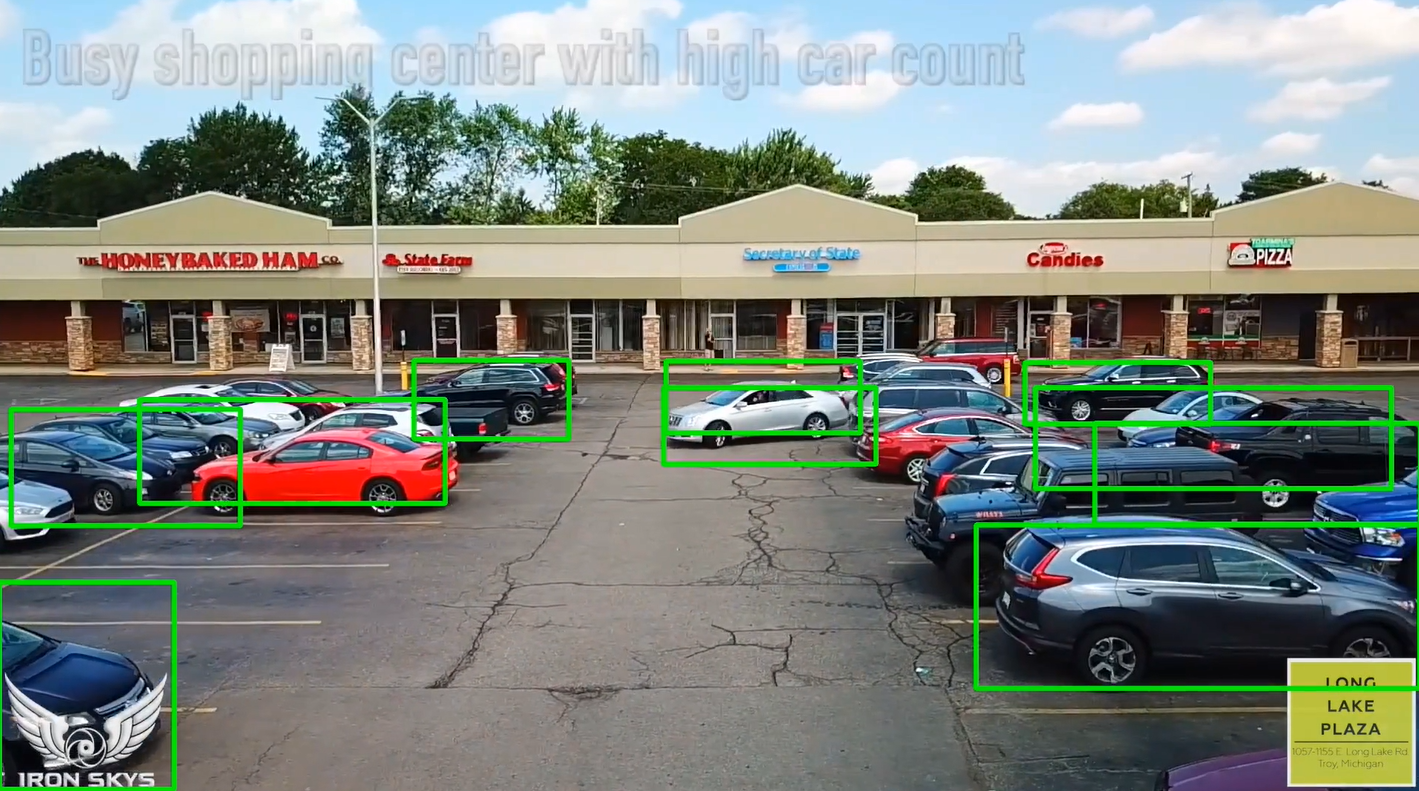 Busy shopping center with high car count
THE HONEYBAKED HAM CO.
State Farm
Secretary of State
Candies
TOARMINA'S
PIZZA
LONG
LAKE
PLAZA
1057-1155 E. Long Lake Rd
Troy, Michigan
IRON SKYS